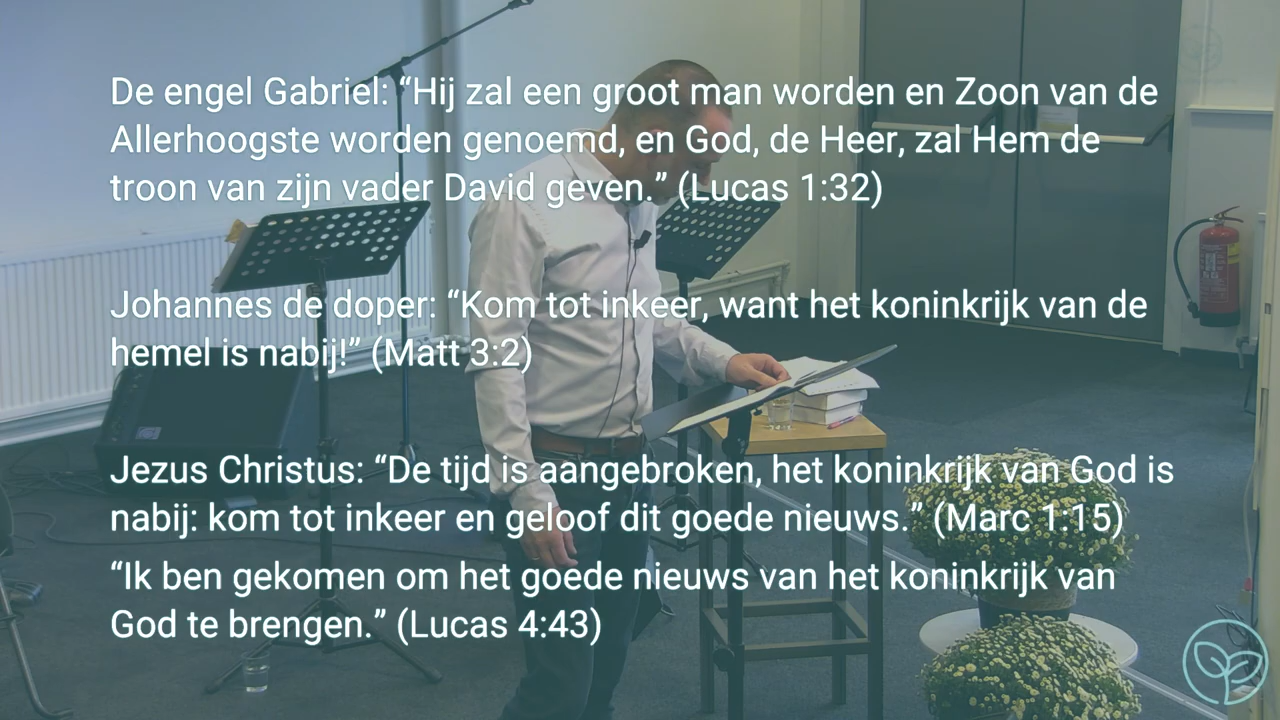 De engel Gabriel: “Hij zal een groot man worden en Zoon van de
Allerhoogste worden genoemd, en God, de Heer, zal Hem de
troon van zijn vader David geven.” (Lucas 1:32)
Johannes de doper: “Kom tot inkeer, want het koninkrijk van de
hemel is nabij!” (Matt 3:2)
Jezus Christus: “De tijd is aangebroken, het koninkrijk van God is
nabij: kom tot inkeer en geloof dit goede nieuws.” (Marc 1:15)
“Ik ben gekomen om het goede nieuws van het koninkrijk van
God te brengen.” (Lucas 4:43)